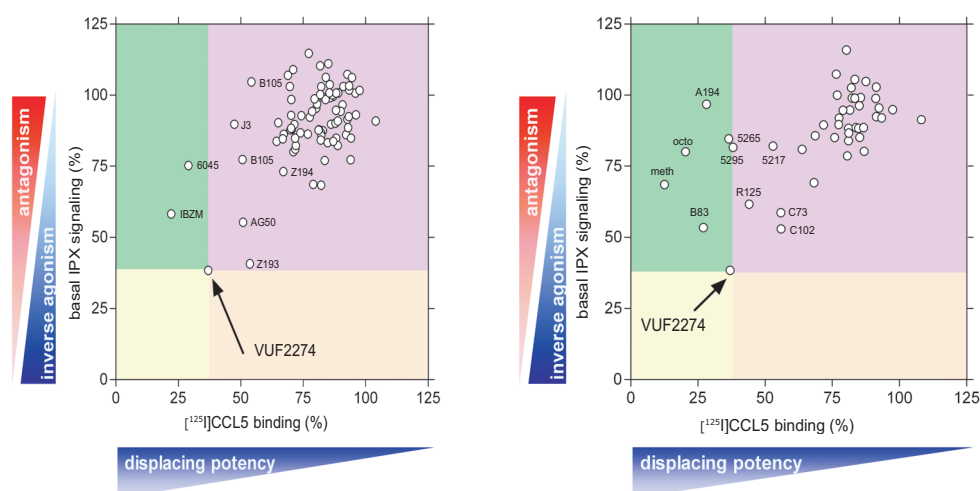 antagonism
inverse agonism
basal IPX signaling (%)
125
100
75
50
25
0
B105
J3
B105
6045
Z194
IBZM
AG50
Z193
VUF2274
0
25
50
75
100
125
[¹²⁵I]CCL5 binding (%)
displacing potency
antagonism
inverse agonism
basal IPX signaling (%)
125
100
75
50
25
0
A194
octo
5265
5295
5217
meth
R125
B83
C73
C102
VUF2274
0
25
50
75
100
125
[¹²⁵I]CCL5 binding (%)
displacing potency